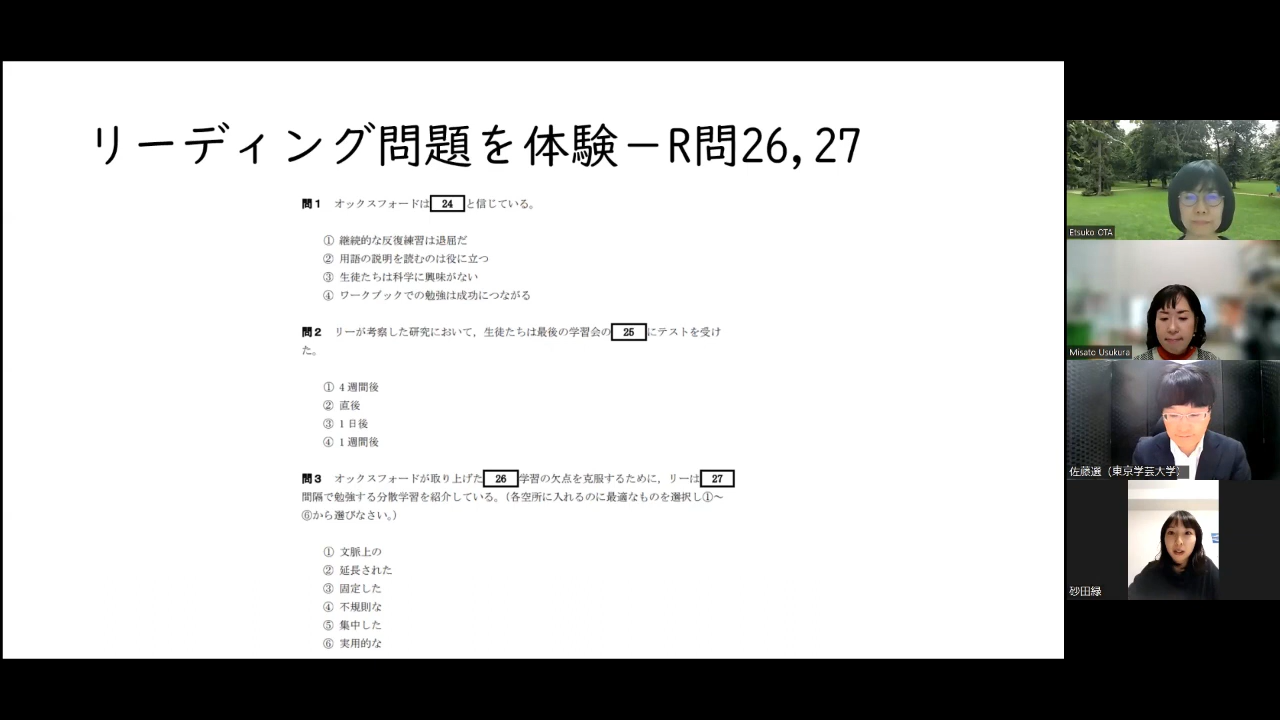 リーディング問題を体験－R問26,27
問1 オックスフォードは 24 と信じている。
① 継続的な反復練習は退屈だ
② 用語の説明を読むのは役に立つ
③ 生徒たちは科学に興味がない
④ ワークブックでの勉強は成功につながる
問2 リーが考察した研究において，生徒たちは最後の学習会の 25 にテストを受け
た。
① 4週間後
② 直後
③ 1日後
④ 1週間後
問3 オックスフォードが取り上げた 26 学習の欠点を克服するために，リーは 27
間隔で勉強する分散学習を紹介している。（各空所に入れるのに最適なものを選択し①～
⑥から選びなさい。）
① 文脈上の
② 延長された
③ 固定した
④ 不規則な
⑤ 集中した
⑥ 実用的な
Etsuko OTA
Misato Usukura
佐藤選（東京学芸大学）
砂田緑